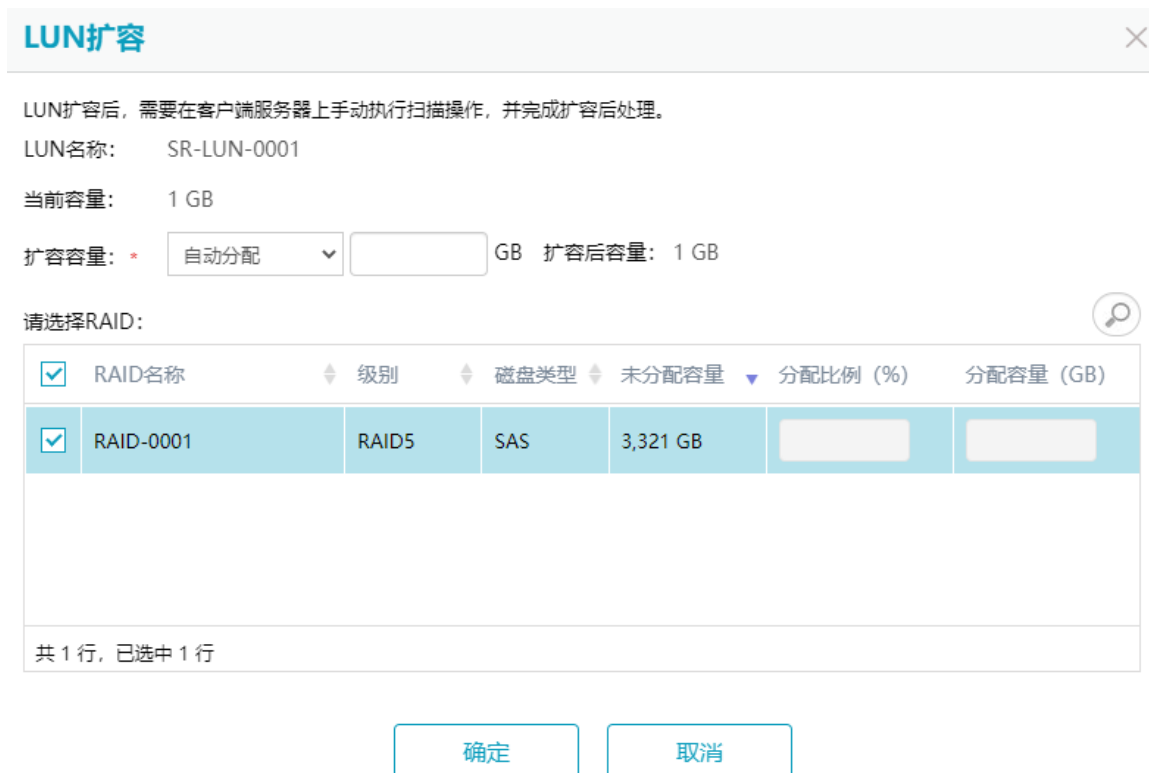 LUN扩容
LUN扩容后，需要在客户端服务器上手动执行扫描操作，并完成扩容后处理。
LUN名称： SR-LUN-0001
当前容量： 1 GB
扩容容量：* 自动分配 GB 扩容后容量： 1 GB
请选择RAID：
RAID名称 级别 磁盘类型 未分配容量 分配比例（%） 分配容量（GB）
RAID-0001 RAID5 SAS 3,321 GB
共 1 行，已选中 1 行
确定 取消